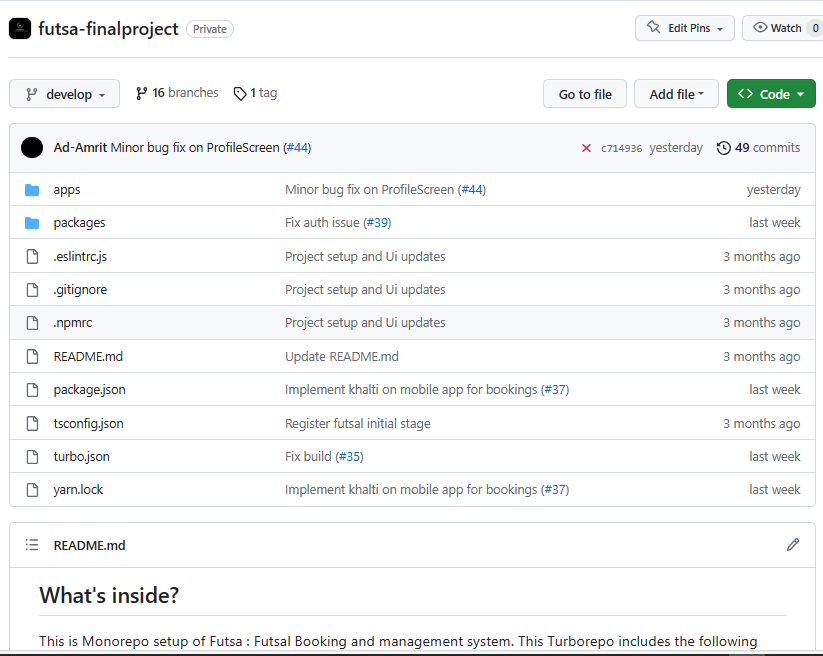 futsa-finalproject Private Edit Pins Watch 0
develop 16 branches 1 tag Go to file Add file <> Code
Ad-Amrit Minor bug fix on ProfileScreen (#44) c714936 yesterday 49 commits
apps Minor bug fix on ProfileScreen (#44) yesterday
packages Fix auth issue (#39) last week
.eslintrc.js Project setup and Ui updates 3 months ago
.gitignore Project setup and Ui updates 3 months ago
.npmrc Project setup and Ui updates 3 months ago
README.md Update README.md 3 months ago
package.json Implement khalti on mobile app for bookings (#37) last week
tsconfig.json Register futsal initial stage 3 months ago
turbo.json Fix build (#35) last week
yarn.lock Implement khalti on mobile app for bookings (#37) last week
README.md
What's inside?
This is Monorepo setup of Futsa : Futsal Booking and management system. This Turborepo includes the following